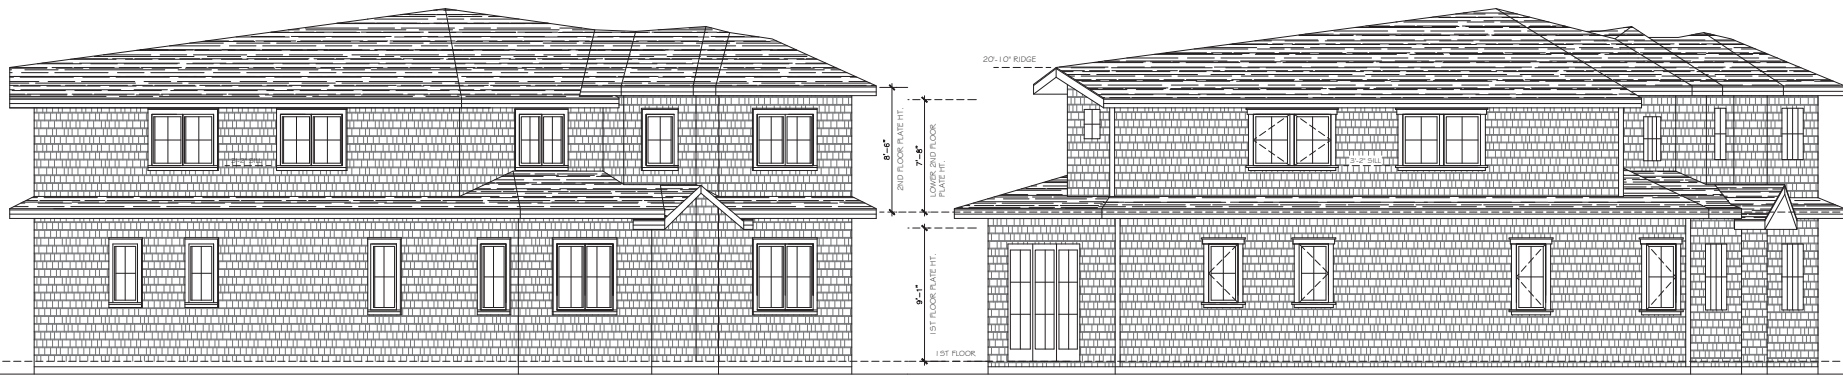 20'-10" RIDGE
8'-6"
2ND FLOOR PLATE HT.
7'-8"
LOWER 2ND FLOOR
PLATE HT.
3'-2" SILL
9'-1"
1ST FLOOR PLATE HT.
1ST FLOOR